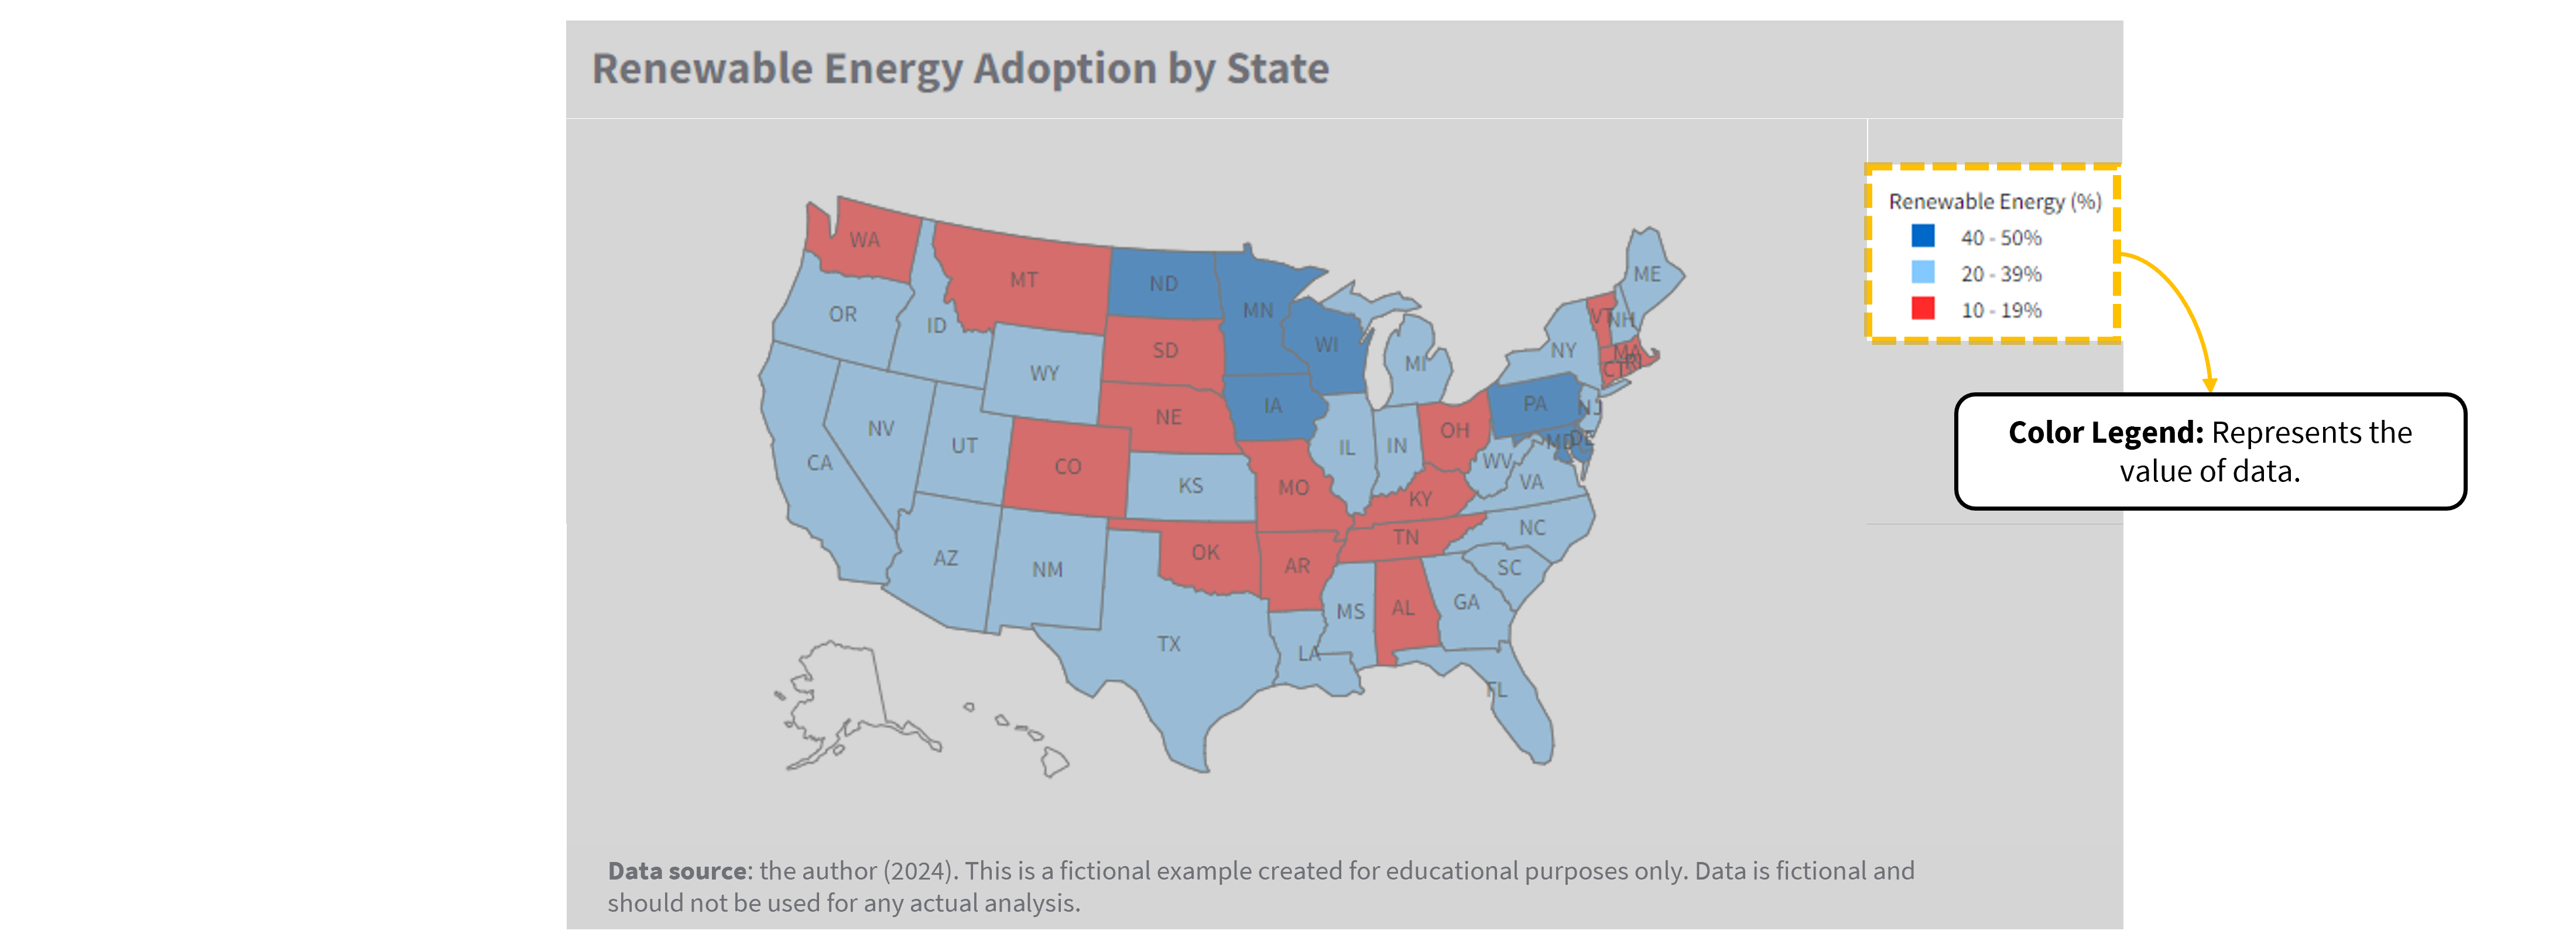 Renewable Energy Adoption by State
Renewable Energy (%)
40 - 50%
20 - 39%
10 - 19%
Color Legend: Represents the
value of data.
WA
MT
ND
MN
ME
OR
ID
SD
WI
VT
NH
WY
MI
NY
MA
CT
RI
NE
IA
PA
NJ
NV
UT
CO
IL
IN
OH
MD
DE
CA
KS
MO
WV
VA
KY
AZ
NM
OK
AR
TN
NC
SC
TX
MS
AL
GA
LA
FL
Data source: the author (2024). This is a fictional example created for educational purposes only. Data is fictional and
should not be used for any actual analysis.